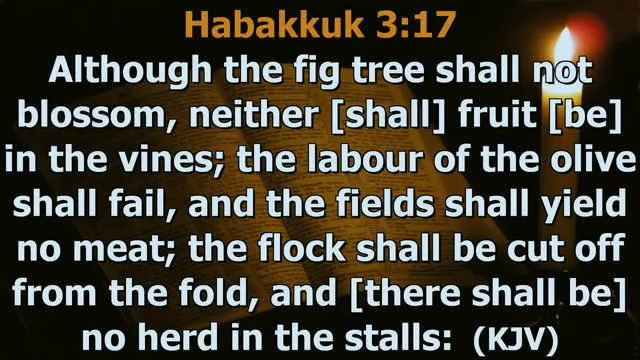 Habakkuk 3:17
Although the fig tree shall not
blossom, neither [shall] fruit [be]
in the vines; the labour of the olive
shall fail, and the fields shall yield
no meat; the flock shall be cut off
from the fold, and [there shall be]
no herd in the stalls: (KJV)